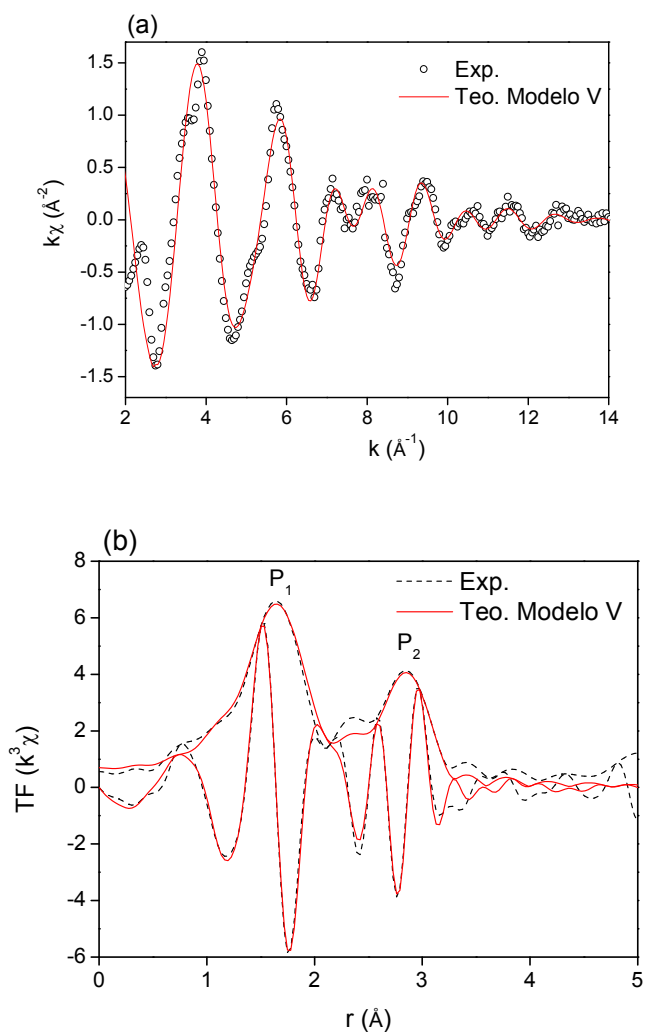 (a)
Exp.
Teo. Modelo V
kχ (Å⁻²)
1.5
1.0
0.5
0.0
-0.5
-1.0
-1.5
2 4 6 8 10 12 14
k (Å⁻¹)
(b)
Exp.
Teo. Modelo V
P₁
P₂
TF (k³χ)
8
6
4
2
0
-2
-4
-6
0 1 2 3 4 5
r (Å)